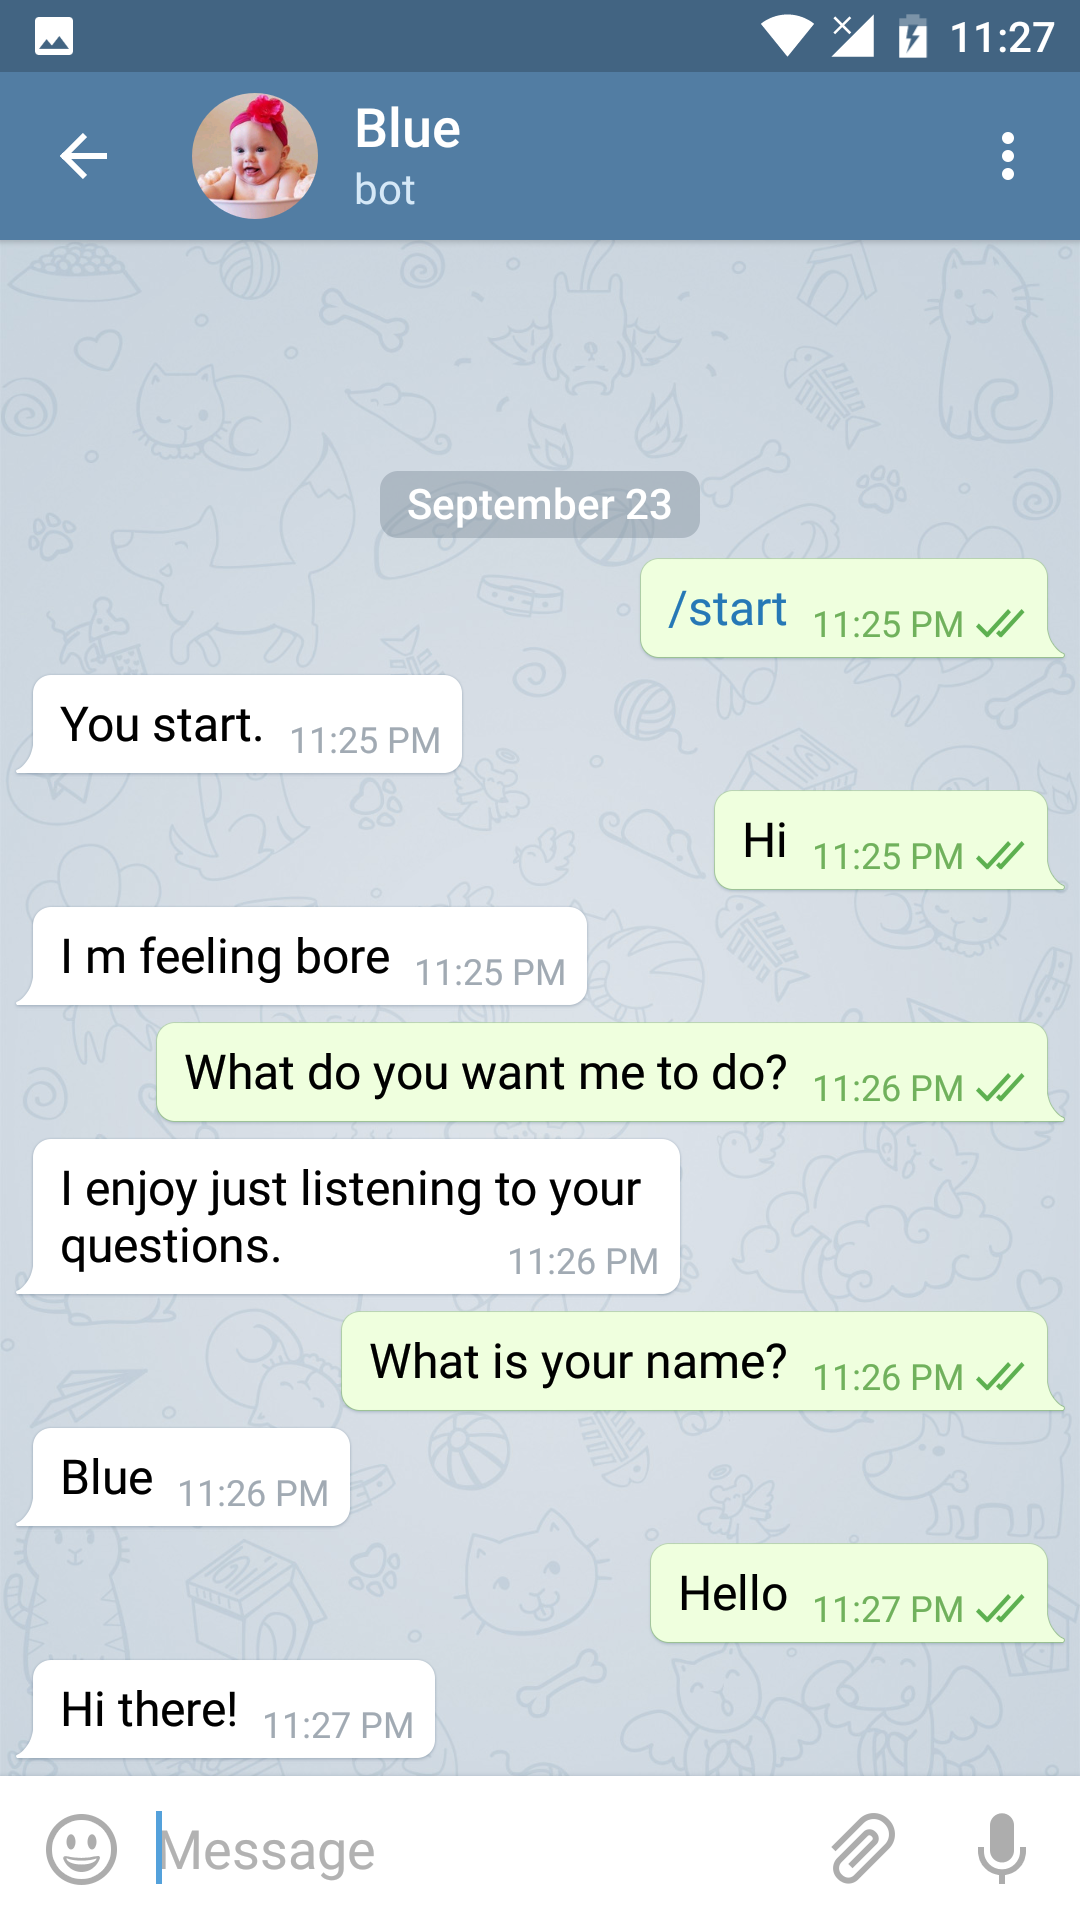 11:27
Blue
bot
September 23
/start 11:25 PM
You start. 11:25 PM
Hi 11:25 PM
I m feeling bore 11:25 PM
What do you want me to do? 11:26 PM
I enjoy just listening to your
questions. 11:26 PM
What is your name? 11:26 PM
Blue 11:26 PM
Hello 11:27 PM
Hi there! 11:27 PM
Message